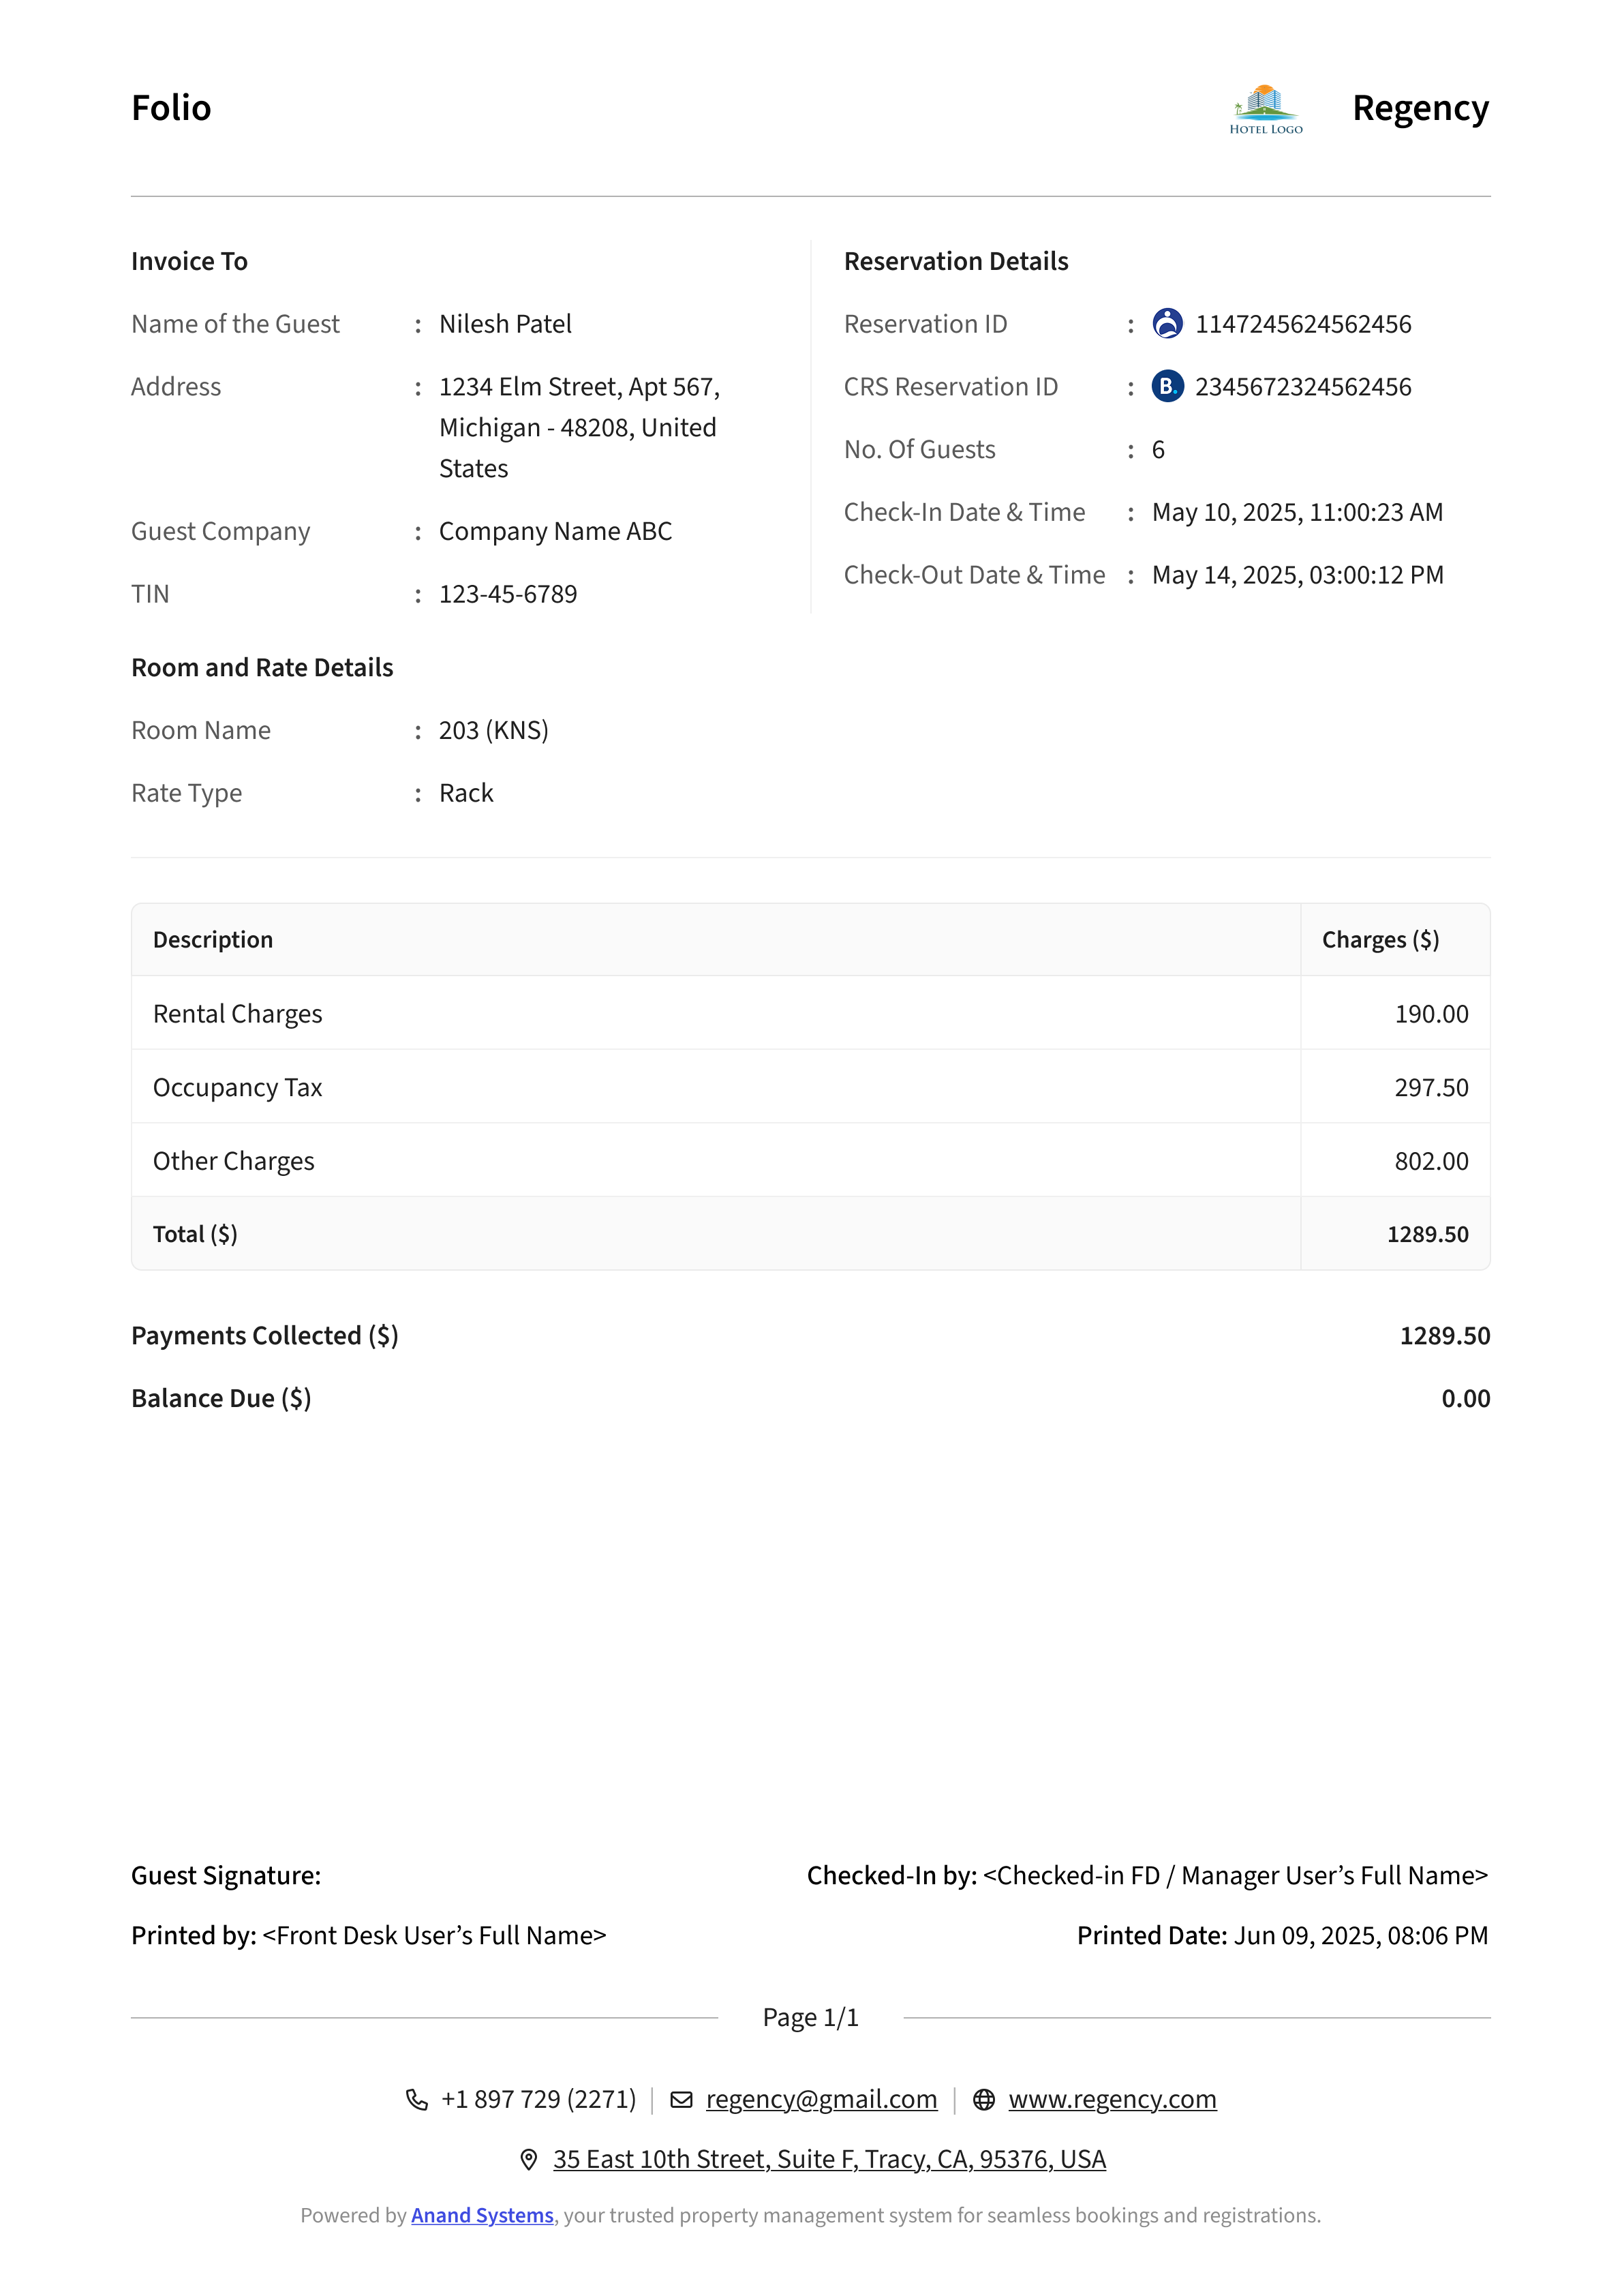 Folio
HOTEL LOGO
Regency
Invoice To
Name of the Guest : Nilesh Patel
Address : 1234 Elm Street, Apt 567,
Michigan - 48208, United
States
Guest Company : Company Name ABC
TIN : 123-45-6789
Reservation Details
Reservation ID : 1147245624562456
CRS Reservation ID : B. 2345672324562456
No. Of Guests : 6
Check-In Date & Time : May 10, 2025, 11:00:23 AM
Check-Out Date & Time : May 14, 2025, 03:00:12 PM
Room and Rate Details
Room Name : 203 (KNS)
Rate Type : Rack
Description Charges ($)
Rental Charges 190.00
Occupancy Tax 297.50
Other Charges 802.00
Total ($) 1289.50
Payments Collected ($) 1289.50
Balance Due ($) 0.00
Guest Signature: Checked-In by: <Checked-in FD / Manager User’s Full Name>
Printed by: <Front Desk User’s Full Name> Printed Date: Jun 09, 2025, 08:06 PM
Page 1/1
+1 897 729 (2271) | regency@gmail.com | www.regency.com
35 East 10th Street, Suite F, Tracy, CA, 95376, USA
Powered by Anand Systems, your trusted property management system for seamless bookings and registrations.